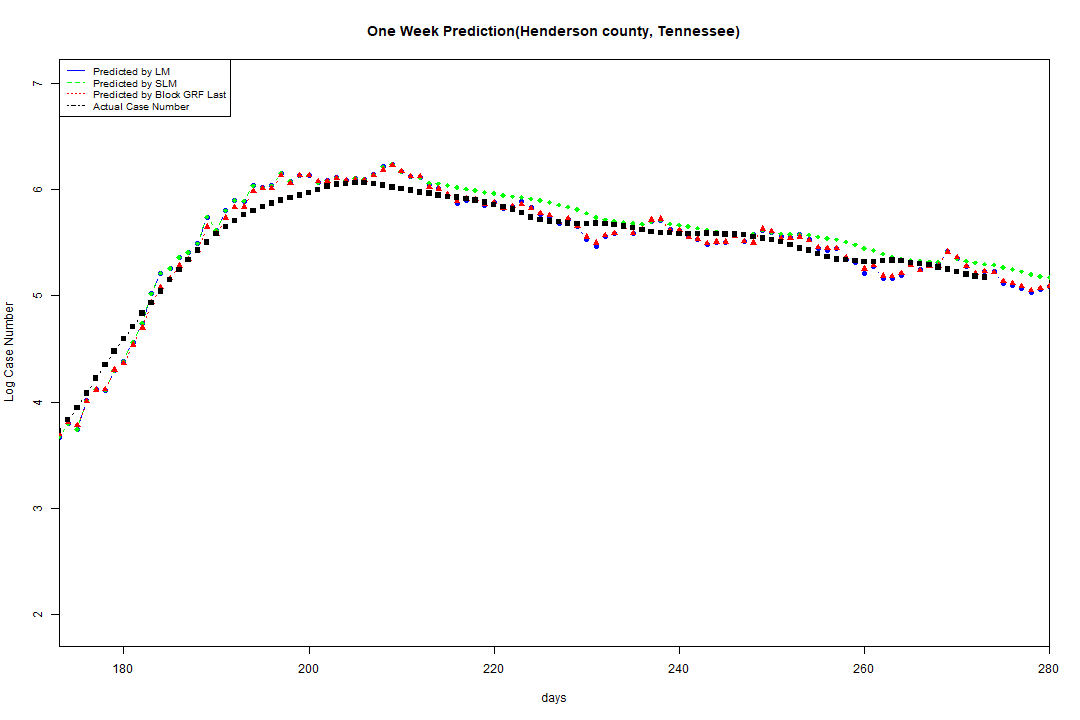 One Week Prediction(Henderson county, Tennessee)
Predicted by LM
Predicted by SLM
Predicted by Block GRF Last
Actual Case Number
7
6
5
4
3
2
Log Case Number
180 200 220 240 260 280
days